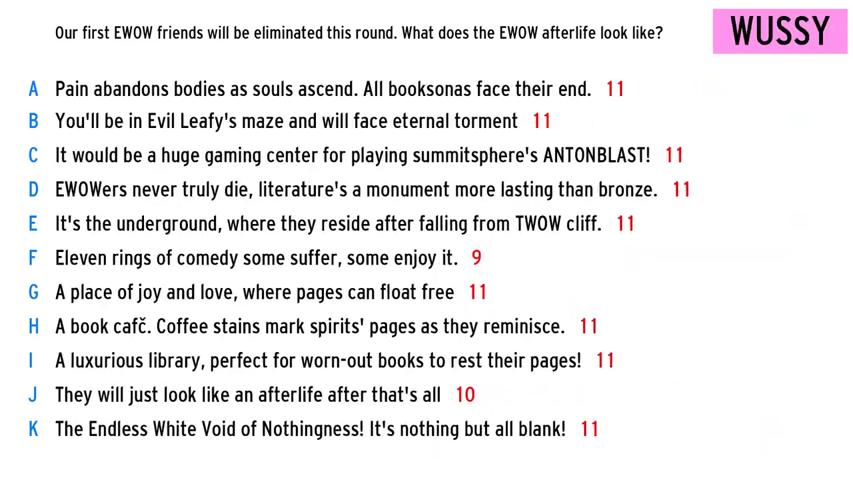 Our first EWOW friends will be eliminated this round. What does the EWOW afterlife look like?
WUSSY
A Pain abandons bodies as souls ascend. All booksonas face their end. 11
B You'll be in Evil Leafy's maze and will face eternal torment 11
C It would be a huge gaming center for playing summitsphere's ANTONBLAST! 11
D EWOWers never truly die, literature's a monument more lasting than bronze. 11
E It's the underground, where they reside after falling from TWOW cliff. 11
F Eleven rings of comedy some suffer, some enjoy it. 9
G A place of joy and love, where pages can float free 11
H A book cafč. Coffee stains mark spirits' pages as they reminisce. 11
I A luxurious library, perfect for worn-out books to rest their pages! 11
J They will just look like an afterlife after that's all 10
K The Endless White Void of Nothingness! It's nothing but all blank! 11